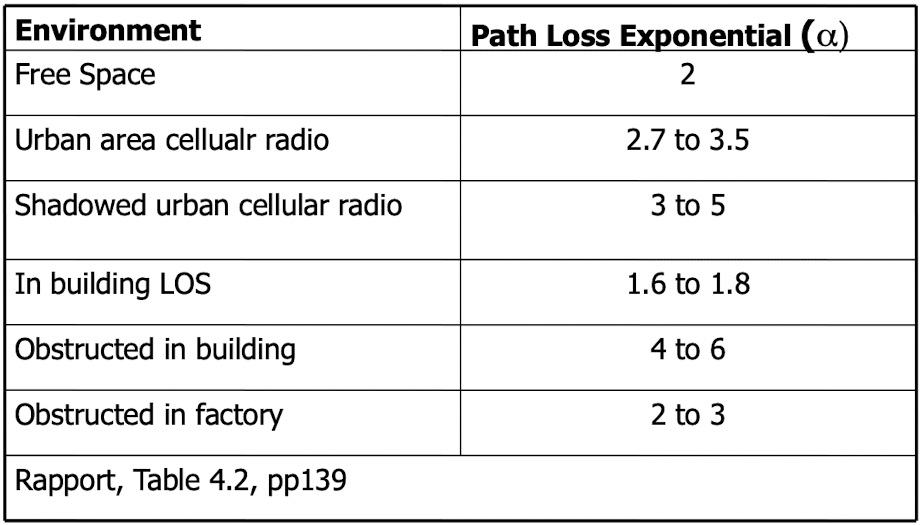 Environment Path Loss Exponential (α)
Free Space 2
Urban area cellualr radio 2.7 to 3.5
Shadowed urban cellular radio 3 to 5
In building LOS 1.6 to 1.8
Obstructed in building 4 to 6
Obstructed in factory 2 to 3
Rapport, Table 4.2, pp139